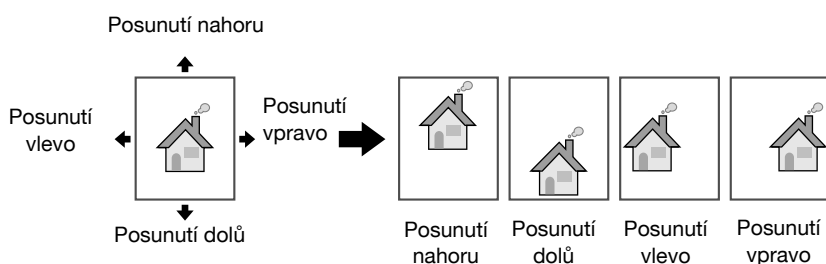 Posunutí nahoru
Posunutí
vlevo
Posunutí
vpravo
Posunutí dolů
Posunutí
nahoru
Posunutí
dolů
Posunutí
vlevo
Posunutí
vpravo